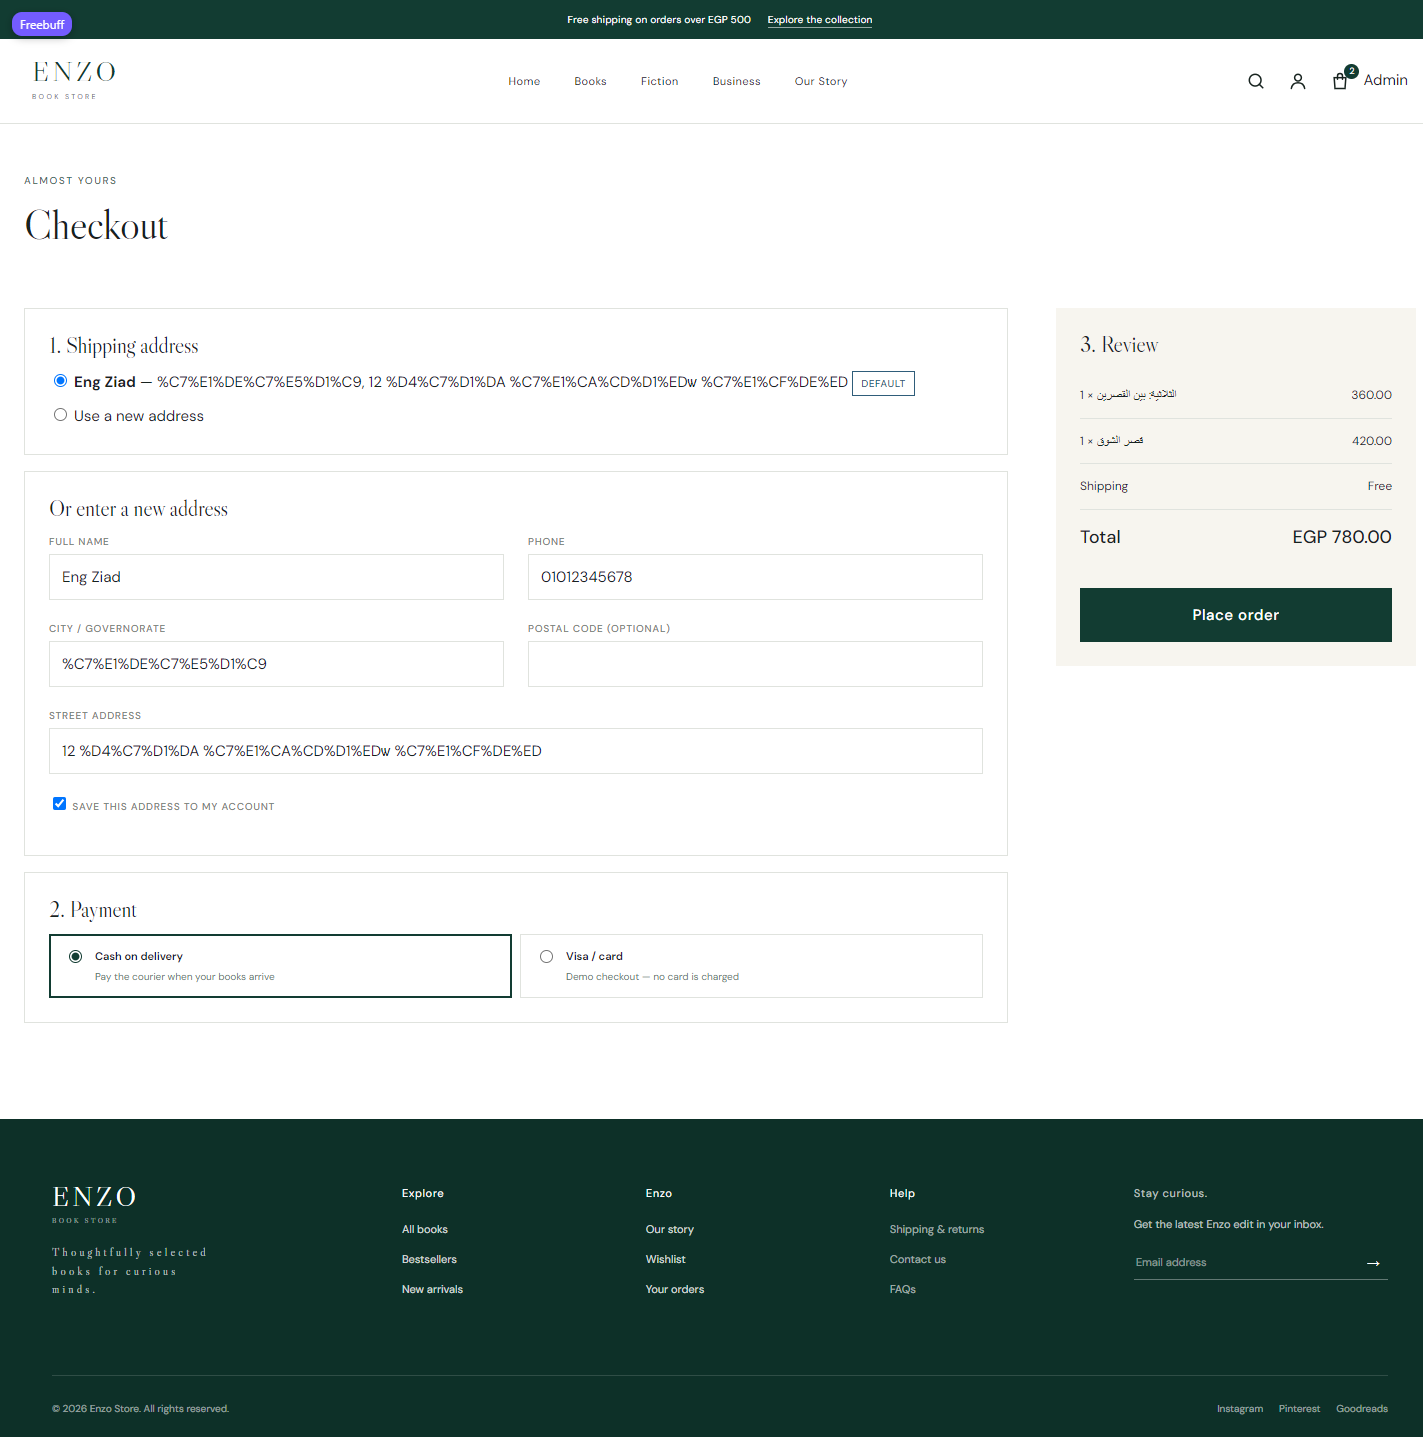 Freebuff
Free shipping on orders over EGP 500 Explore the collection
ENZO
BOOK STORE
Home Books Fiction Business Our Story
2
Admin
ALMOST YOURS
Checkout
1. Shipping address
Eng Ziad — %C7%E1%DE%C7%E5%D1%C9, 12 %D4%C7%D1%DA %C7%E1%CA%CD%D1%EDw %C7%E1%CF%DE%ED DEFAULT
Use a new address
Or enter a new address
FULL NAME
Eng Ziad
PHONE
01012345678
CITY / GOVERNORATE
%C7%E1%DE%C7%E5%D1%C9
POSTAL CODE (OPTIONAL)
STREET ADDRESS
12 %D4%C7%D1%DA %C7%E1%CA%CD%D1%EDw %C7%E1%CF%DE%ED
SAVE THIS ADDRESS TO MY ACCOUNT
2. Payment
Cash on delivery
Pay the courier when your books arrive
Visa / card
Demo checkout — no card is charged
3. Review
الثلاثية: بين القصرين × 1 360.00
قصر الشوق × 1 420.00
Shipping Free
Total EGP 780.00
Place order
ENZO
BOOK STORE
Thoughtfully selected
books for curious
minds.
Explore
All books
Bestsellers
New arrivals
Enzo
Our story
Wishlist
Your orders
Help
Shipping & returns
Contact us
FAQs
Stay curious.
Get the latest Enzo edit in your inbox.
Email address →
© 2026 Enzo Store. All rights reserved.
Instagram Pinterest Goodreads